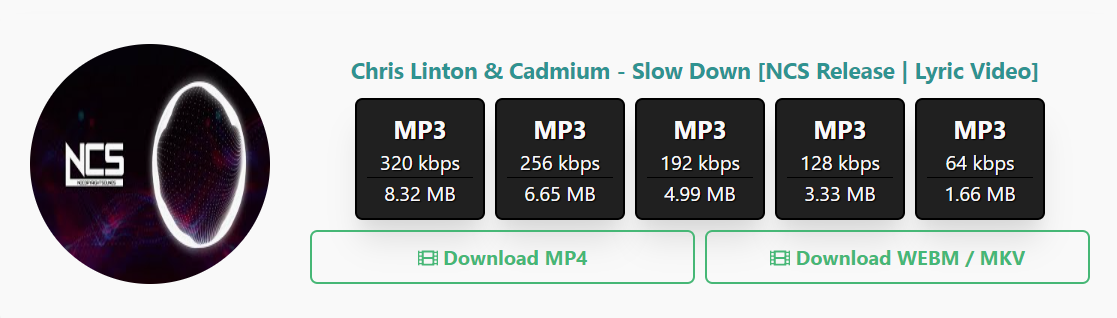 Chris Linton & Cadmium - Slow Down [NCS Release | Lyric Video]
NCS
NOCOPYRIGHTSOUNDS
MP3
320 kbps
8.32 MB
MP3
256 kbps
6.65 MB
MP3
192 kbps
4.99 MB
MP3
128 kbps
3.33 MB
MP3
64 kbps
1.66 MB
Download MP4
Download WEBM / MKV